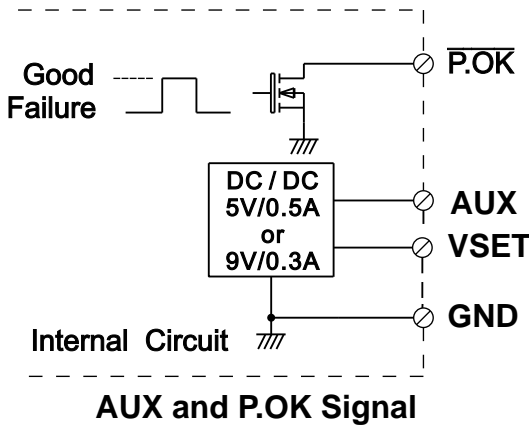 P.OK
Good
Failure
DC / DC
5V/0.5A
or
9V/0.3A
AUX
VSET
GND
Internal Circuit
AUX and P.OK Signal